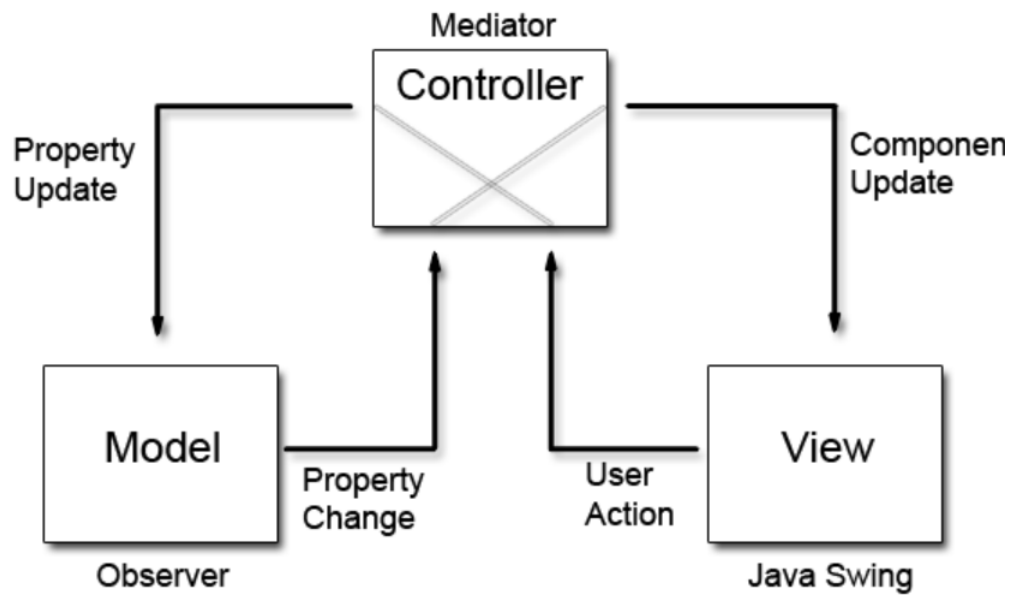 Mediator
Controller
Property
Update
Componen
Update
Model
Property
Change
User
Action
View
Observer
Java Swing